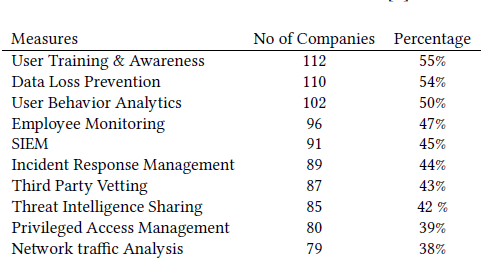 Measures No of Companies Percentage
User Training & Awareness 112 55%
Data Loss Prevention 110 54%
User Behavior Analytics 102 50%
Employee Monitoring 96 47%
SIEM 91 45%
Incident Response Management 89 44%
Third Party Vetting 87 43%
Threat Intelligence Sharing 85 42 %
Privileged Access Management 80 39%
Network traffic Analysis 79 38%